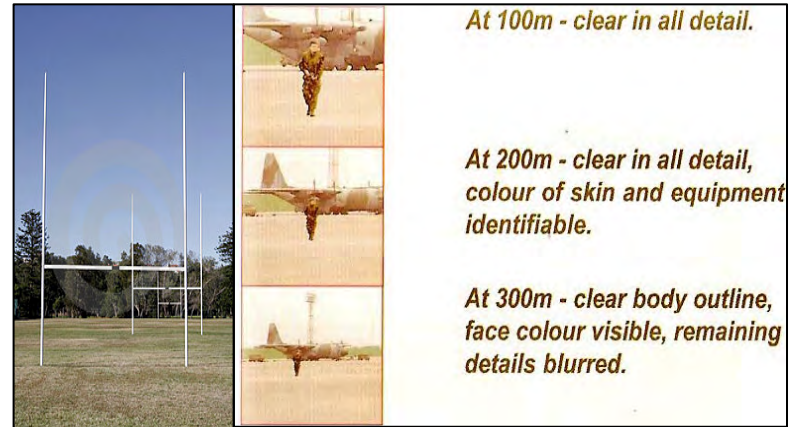 At 100m - clear in all detail.
At 200m - clear in all detail,
colour of skin and equipment
identifiable.
At 300m - clear body outline,
face colour visible, remaining
details blurred.